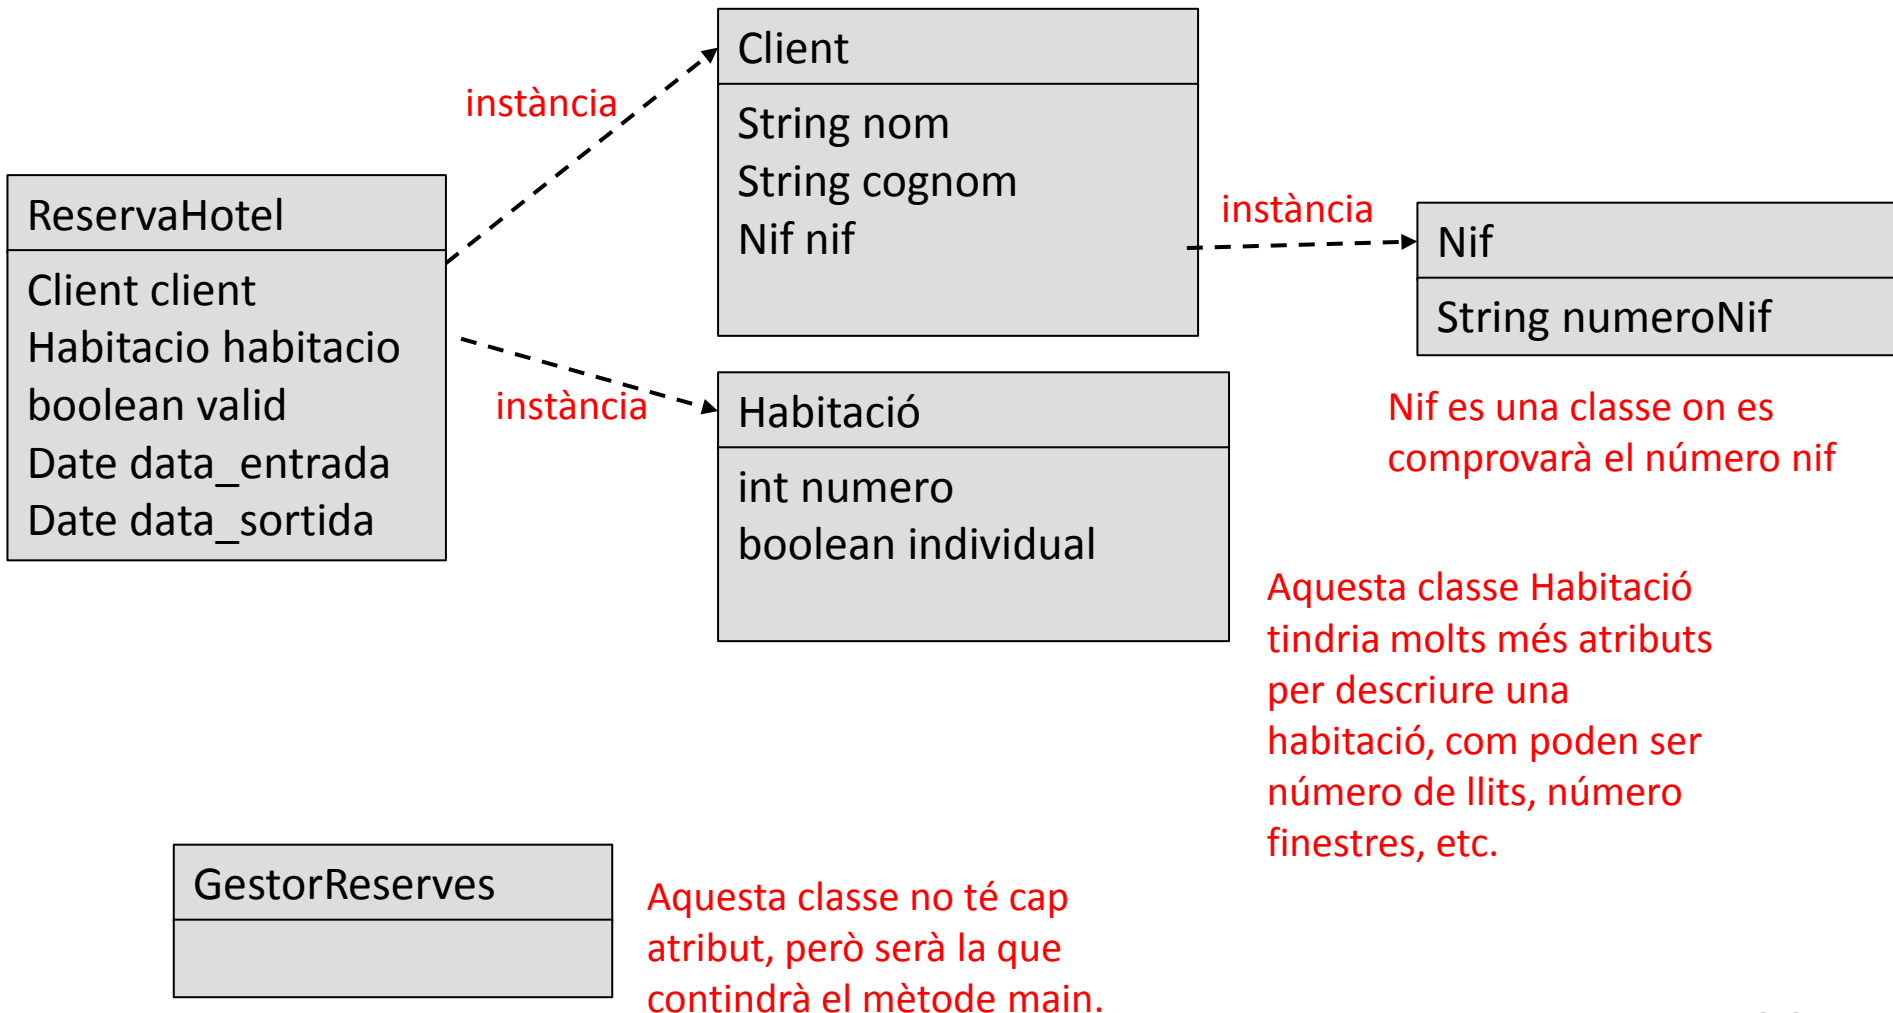 Client
String nom
String cognom
Nif nif
instància
ReservaHotel
Client client
Habitacio habitacio
boolean valid
Date data_entrada
Date data_sortida
instància
Nif
String numeroNif
instància
Habitació
int numero
boolean individual
Nif es una classe on es
comprovarà el número nif
Aquesta classe Habitació
tindria molts més atributs
per descriure una
habitació, com poden ser
número de llits, número
finestres, etc.
GestorReserves
Aquesta classe no té cap
atribut, però serà la que
contindrà el mètode main.